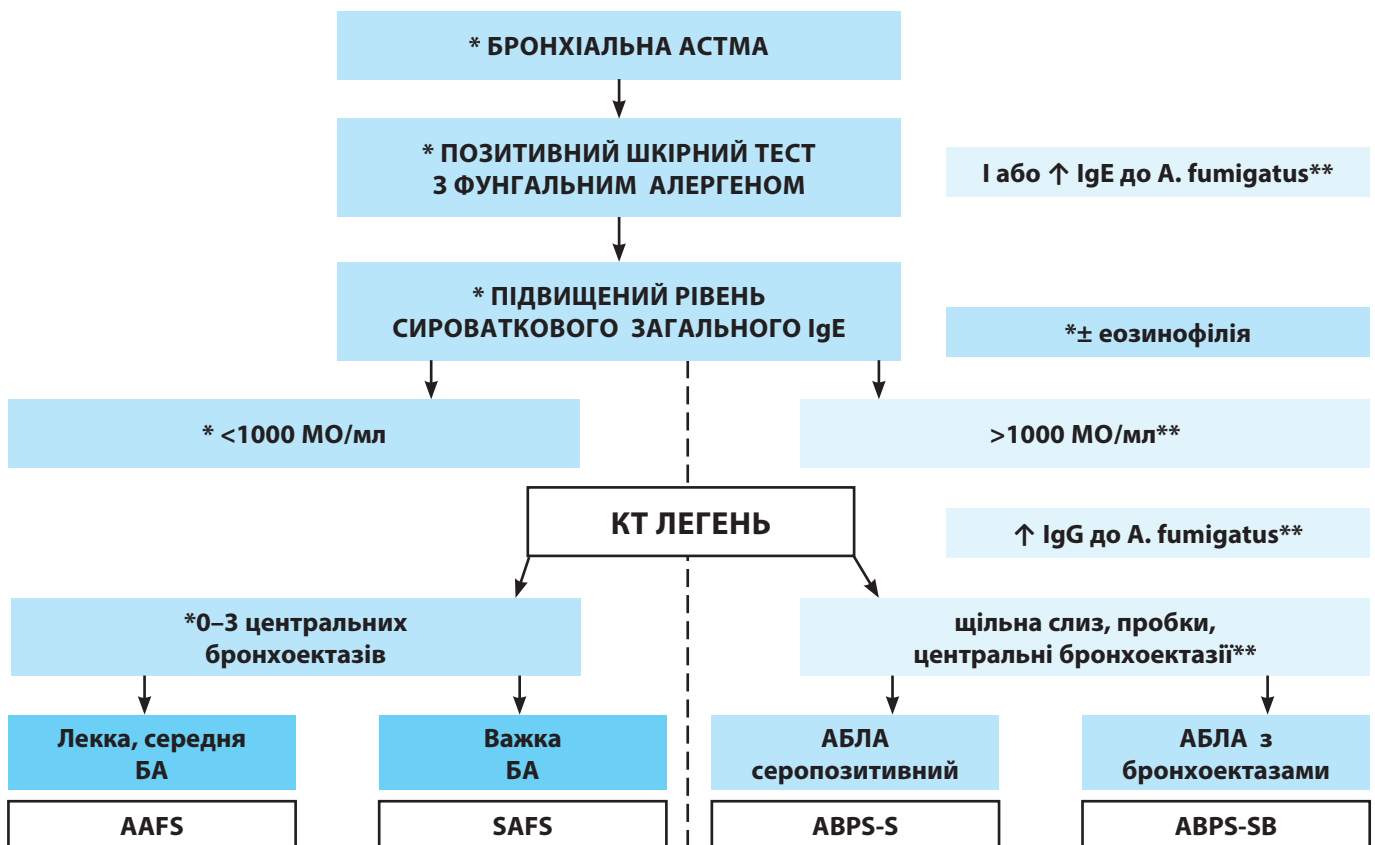 * БРОНХІАЛЬНА АСТМА
* ПОЗИТИВНИЙ ШКІРНИЙ ТЕСТ
З ФУНГАЛЬНИМ АЛЕРГЕНОМ
І або ↑ IgE до A. fumigatus**
* ПІДВИЩЕНИЙ РІВЕНЬ
СИРОВАТКОВОГО ЗАГАЛЬНОГО IgE
*± еозинофілія
* <1000 МО/мл
>1000 МО/мл**
КТ ЛЕГЕНЬ
↑ IgG до A. fumigatus**
*0–3 центральних
бронхоектазів
щільна слиз, пробки,
центральні бронхоектазії**
Лекка, середня
БА
Важка
БА
АБЛА
серопозитивний
АБЛА з
бронхоектазами
AAFS
SAFS
ABPS-S
ABPS-SB